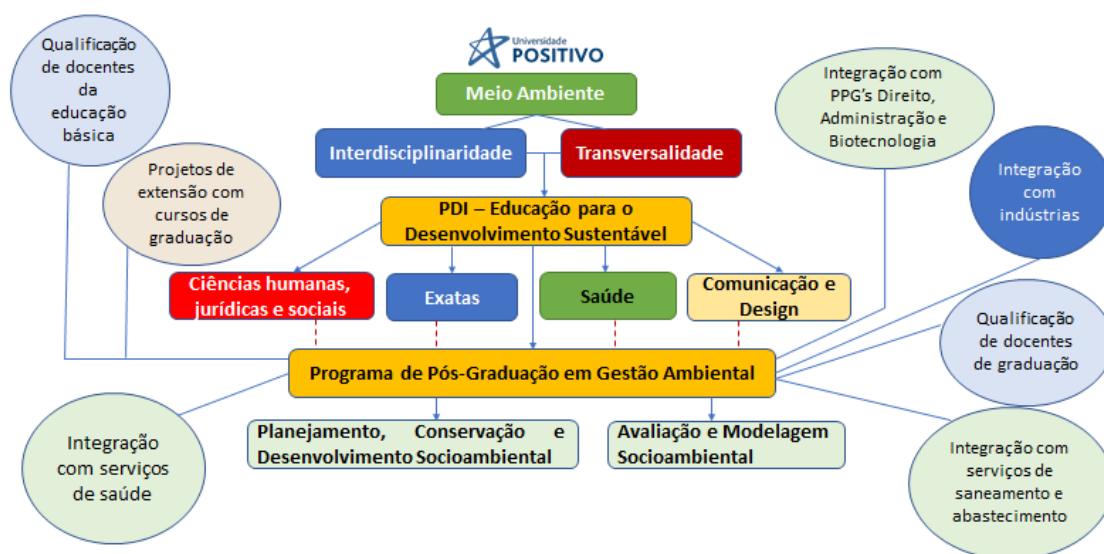 Qualificação
de docentes
da
educação
básica
Universidade
POSITIVO
Meio Ambiente
Integração com
PPG's Direito,
Administração e
Biotecnologia
Interdisciplinaridade
Transversalidade
Projetos de
extensão com
cursos de
graduação
Integração
com
indústrias
PDI – Educação para o
Desenvolvimento Sustentável
Ciências humanas,
jurídicas e sociais
Exatas
Saúde
Comunicação e
Design
Qualificação
de docentes
de graduação
Programa de Pós-Graduação em Gestão Ambiental
Integração
com serviços
de saúde
Planejamento, Conservação e
Desenvolvimento Socioambiental
Avaliação e Modelagem
Socioambiental
Integração com
serviços de
saneamento e
abastecimento